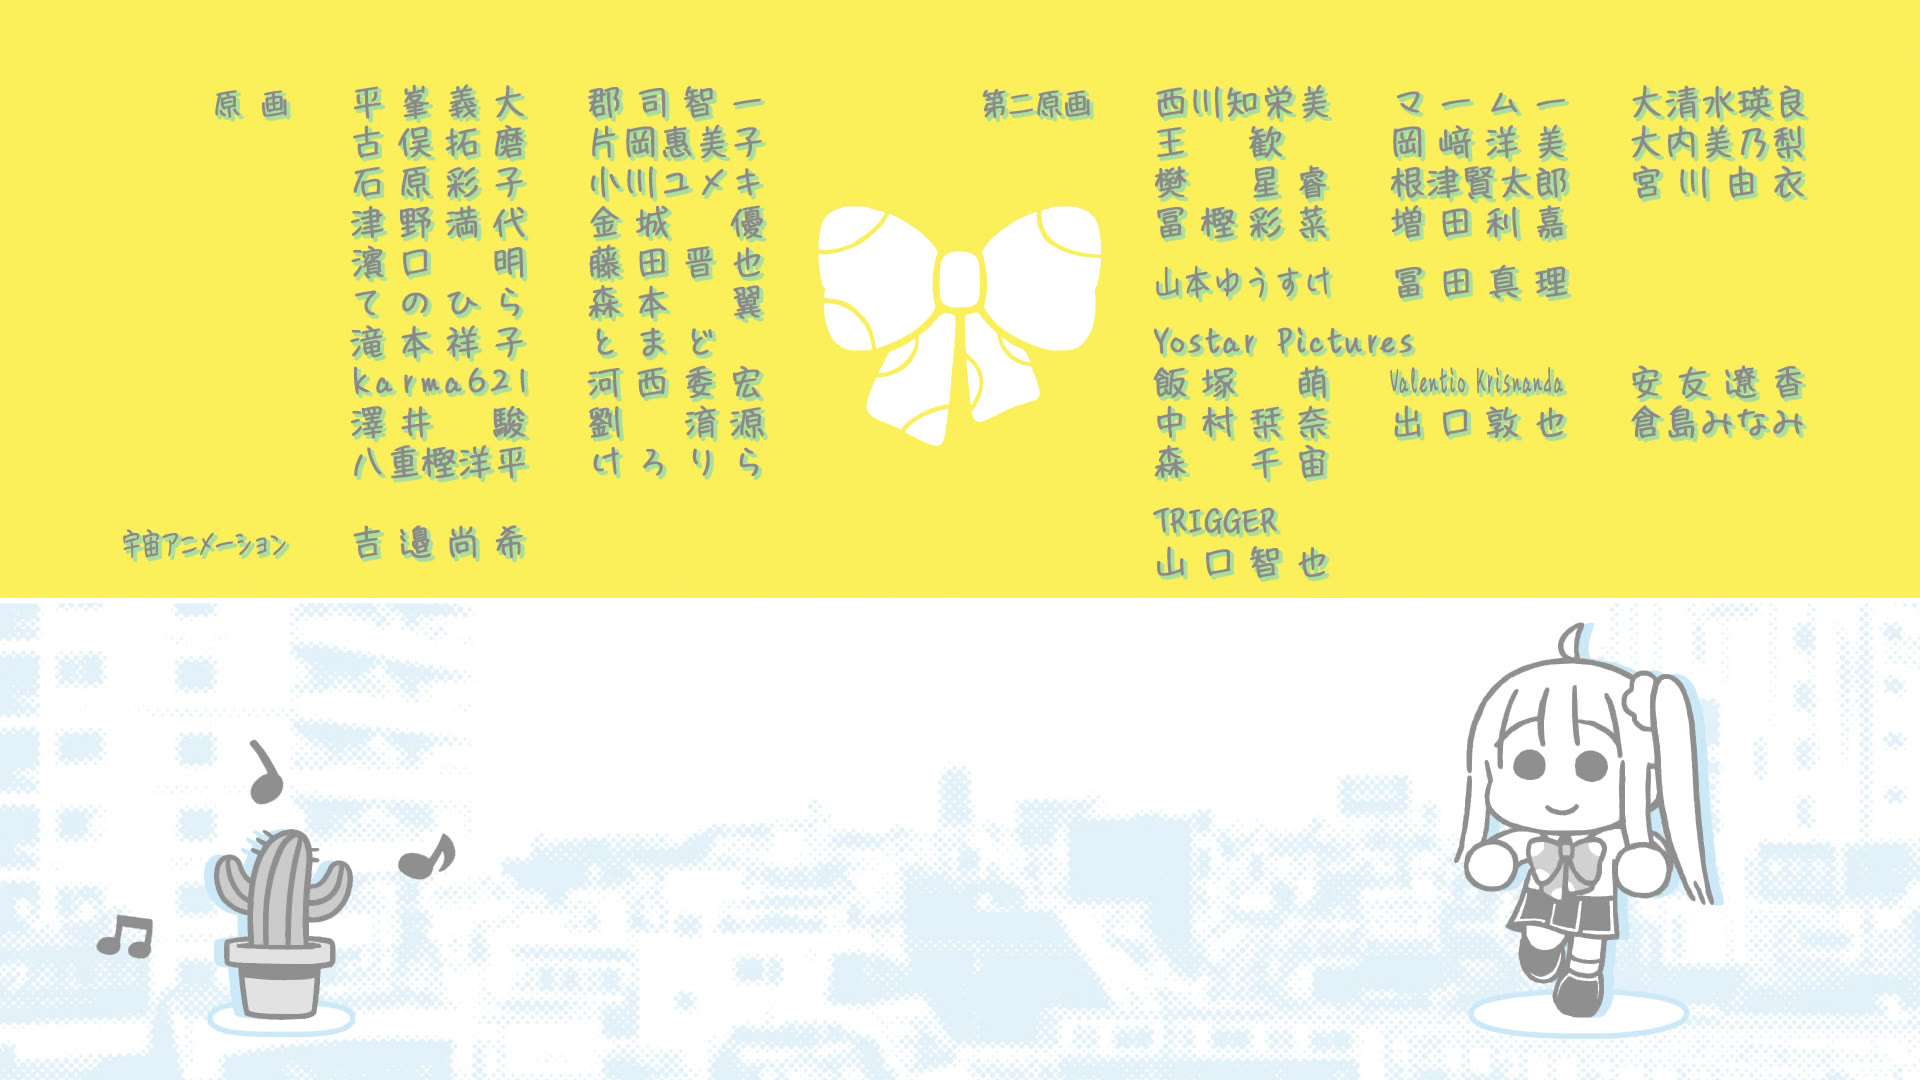 原画 平峯義大 郡司智一
古俣拓磨 片岡恵美子
石原彩子 小川ユメキ
津野満代 金城優
濱口明 藤田晋也
てのひら 森本翼
滝本祥子 とまど
karma621 河西委宏
澤井駿 劉淯源
八重樫洋平 けろりら
宇宙アニメーション 吉邉尚希
第二原画 西川知栄美 マームー 大清水瑛良
王歓 岡﨑洋美 大内美乃梨
樊星睿 根津賢太郎 宮川由衣
冨樫彩菜 増田利嘉
山本ゆうすけ 冨田真理
Yostar Pictures
飯塚萌 Valentio Krisnanda 安友遼香
中村栞奈 出口敦也 倉島みなみ
森千宙
TRIGGER
山口智也